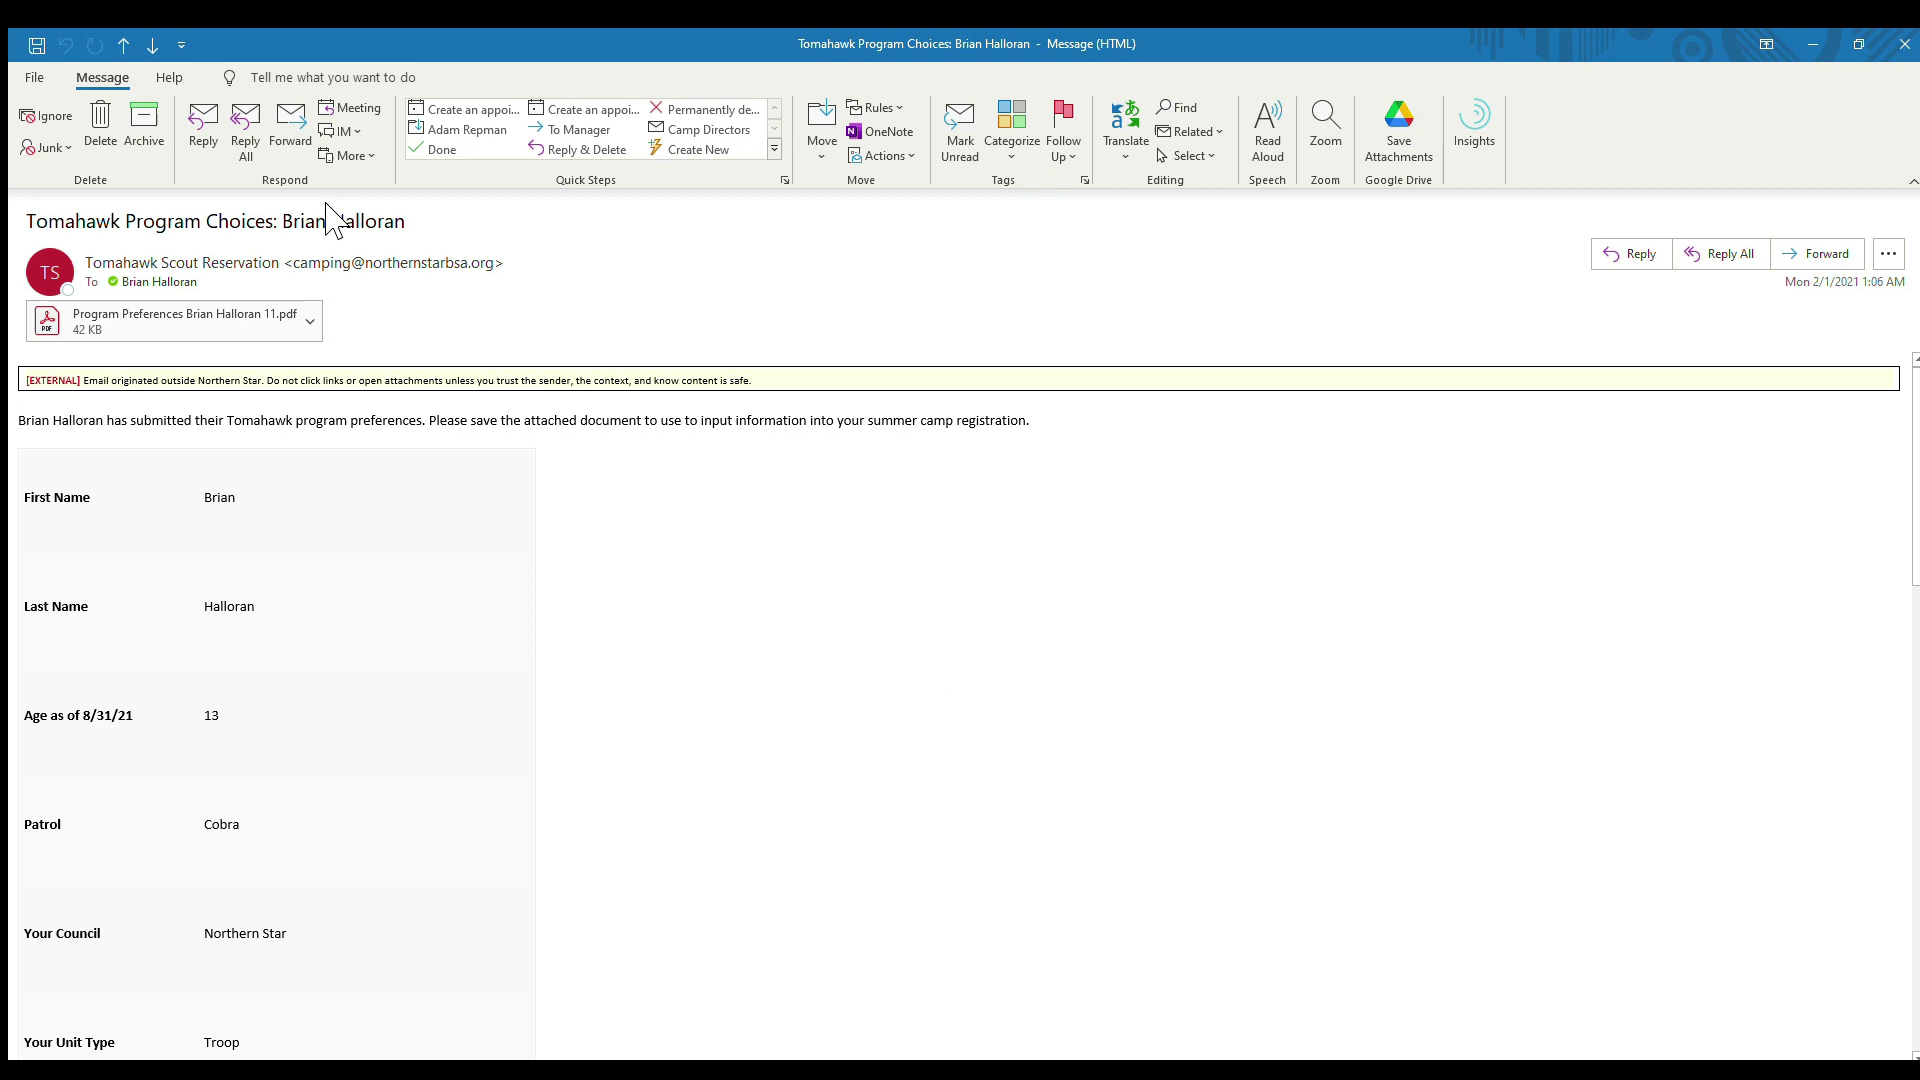 Tomahawk Program Choices: Brian Halloran - Message (HTML)
File Message Help Tell me what you want to do
Ignore
Junk
Delete
Archive
Delete
Reply
Reply All
Forward
Meeting
IM
More
Respond
Create an appoi... Create an appoi... Permanently de...
Adam Repman To Manager Camp Directors
Done Reply & Delete Create New
Quick Steps
Move
Rules
OneNote
Actions
Move
Mark Unread
Categorize
Follow Up
Tags
Translate
Find
Related
Select
Editing
Read Aloud
Speech
Zoom
Zoom
Save Attachments
Google Drive
Insights
Tomahawk Program Choices: Brian Halloran
TS
Tomahawk Scout Reservation <camping@northernstarbsa.org>
To Brian Halloran
Reply Reply All Forward
Mon 2/1/2021 1:06 AM
PDF
Program Preferences Brian Halloran 11.pdf
42 KB
[EXTERNAL] Email originated outside Northern Star. Do not click links or open attachments unless you trust the sender, the context, and know content is safe.
Brian Halloran has submitted their Tomahawk program preferences. Please save the attached document to use to input information into your summer camp registration.
First Name Brian
Last Name Halloran
Age as of 8/31/21 13
Patrol Cobra
Your Council Northern Star
Your Unit Type Troop